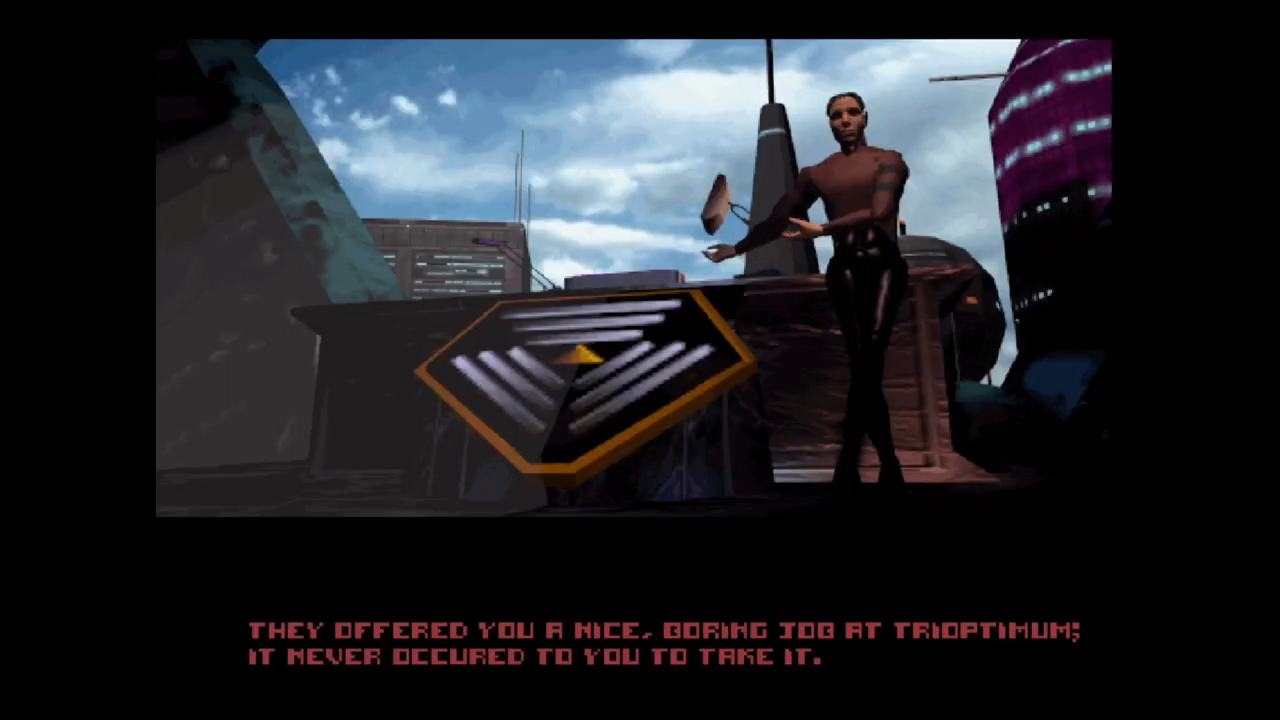 THEY OFFERED YOU A NICE, BORING JOB AT TRIOPTIMUM;
IT NEVER OCCURED TO YOU TO TAKE IT.